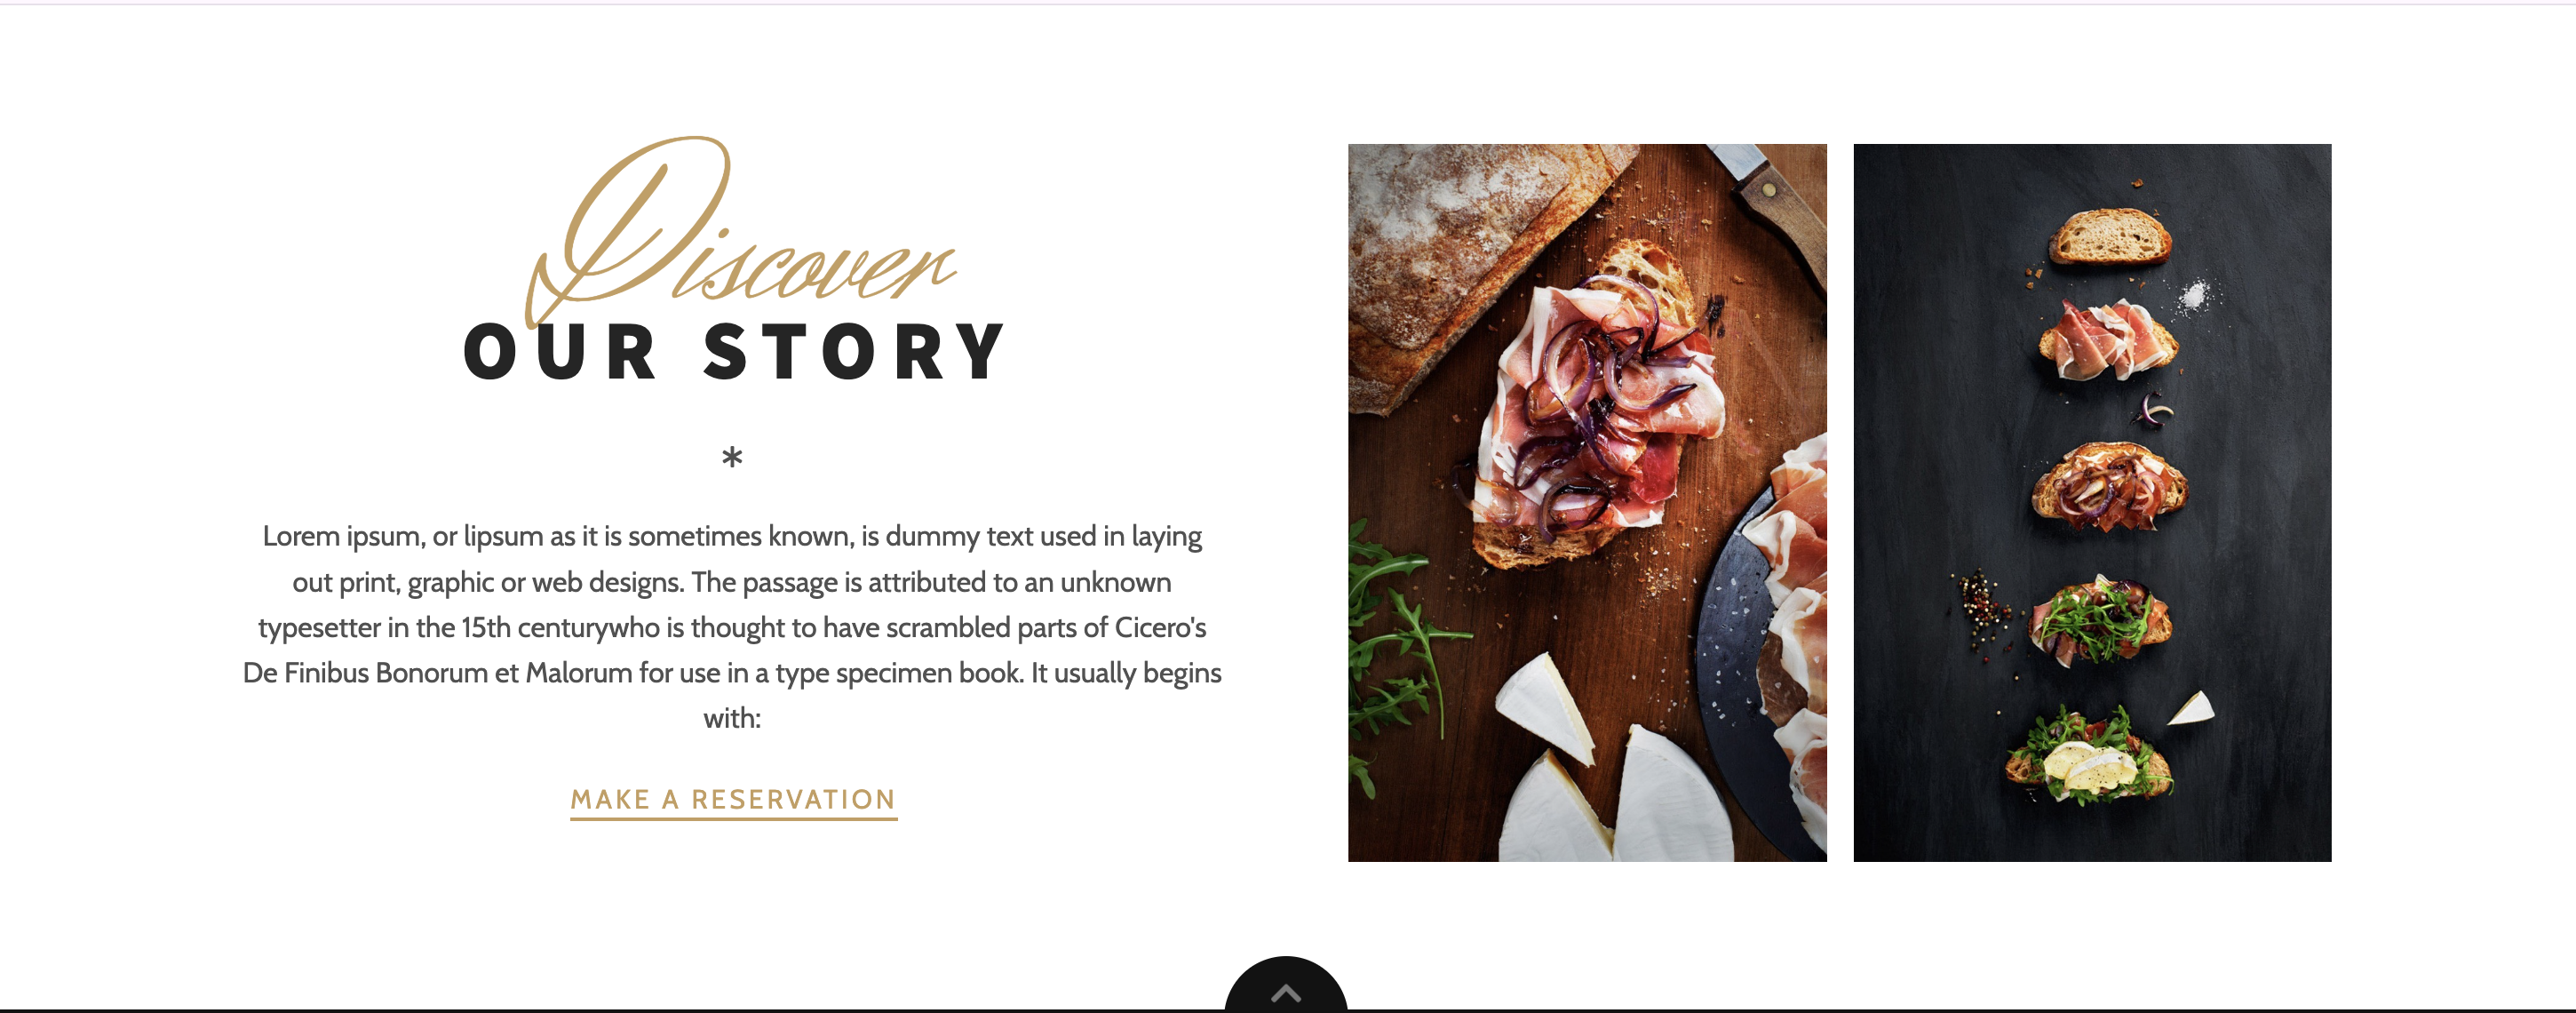 Discover
OUR STORY
*
Lorem ipsum, or lipsum as it is sometimes known, is dummy text used in laying
out print, graphic or web designs. The passage is attributed to an unknown
typesetter in the 15th centurywho is thought to have scrambled parts of Cicero's
De Finibus Bonorum et Malorum for use in a type specimen book. It usually begins
with:
MAKE A RESERVATION